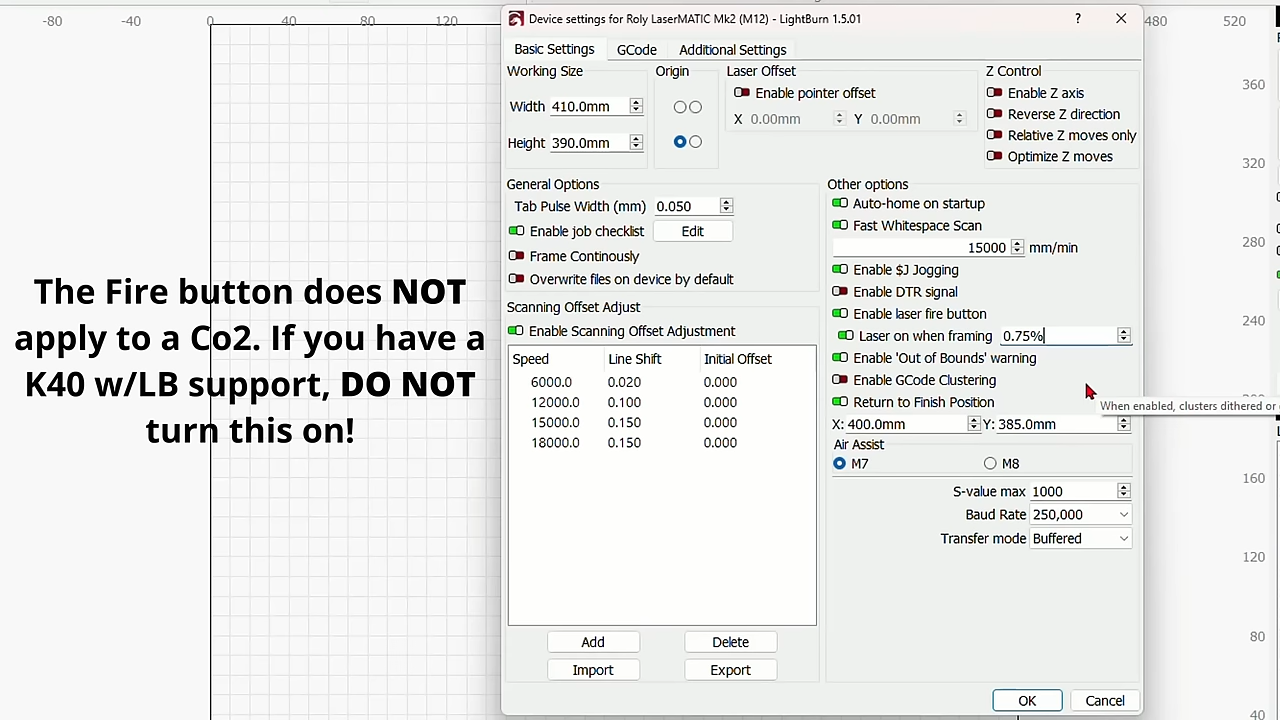 -80
-40
0
40
80
120
480
520
Device settings for Roly LaserMATIC Mk2 (M12) - LightBurn 1.5.01
?
Basic Settings
GCode
Additional Settings
Working Size
Width 410.0mm
Height 390.0mm
Origin
Laser Offset
Enable pointer offset
X 0.00mm Y 0.00mm
Z Control
Enable Z axis
Reverse Z direction
Relative Z moves only
Optimize Z moves
General Options
Tab Pulse Width (mm) 0.050
Enable job checklist Edit
Frame Continously
Overwrite files on device by default
Scanning Offset Adjust
Enable Scanning Offset Adjustment
Speed Line Shift Initial Offset
6000.0 0.020 0.000
12000.0 0.100 0.000
15000.0 0.150 0.000
18000.0 0.150 0.000
Add
Delete
Import
Export
Other options
Auto-home on startup
Fast Whitespace Scan
15000 mm/min
Enable $J Jogging
Enable DTR signal
Enable laser fire button
Laser on when framing 0.75%
Enable 'Out of Bounds' warning
Enable GCode Clustering
Return to Finish Position
When enabled, clusters dithered or
X: 400.0mm Y: 385.0mm
Air Assist
M7
M8
S-value max 1000
Baud Rate 250,000
Transfer mode Buffered
OK
Cancel
The Fire button does NOT
apply to a Co2. If you have a
K40 w/LB support, DO NOT
turn this on!
360
320
280
240
160
120
80
40